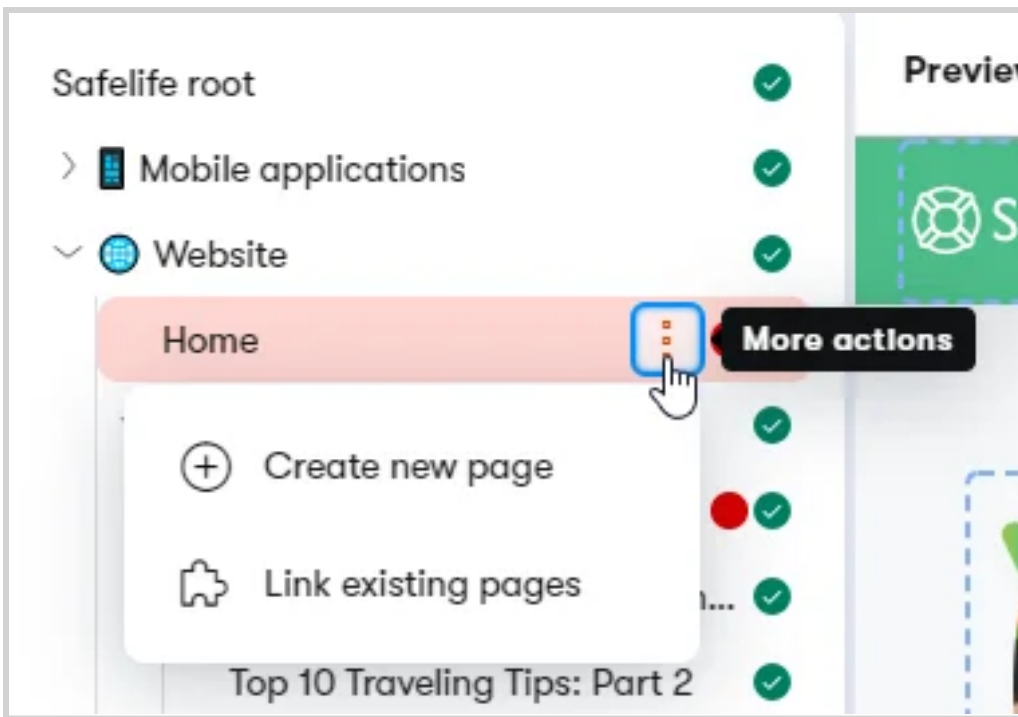 Safelife root
Previe
Mobile applications
S
Website
Home
More actions
Create new page
Link existing pages
...
Top 10 Traveling Tips: Part 2